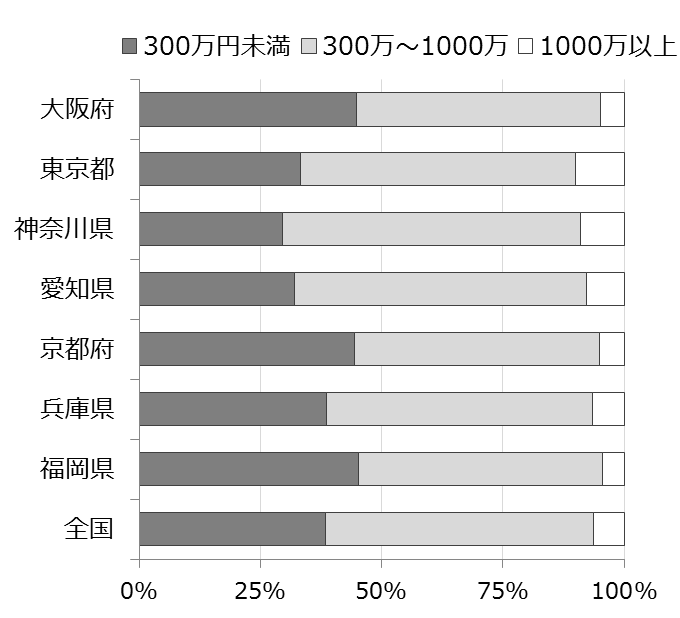 300万円未満 300万～1000万 1000万以上
大阪府
東京都
神奈川県
愛知県
京都府
兵庫県
福岡県
全国
0% 25% 50% 75% 100%